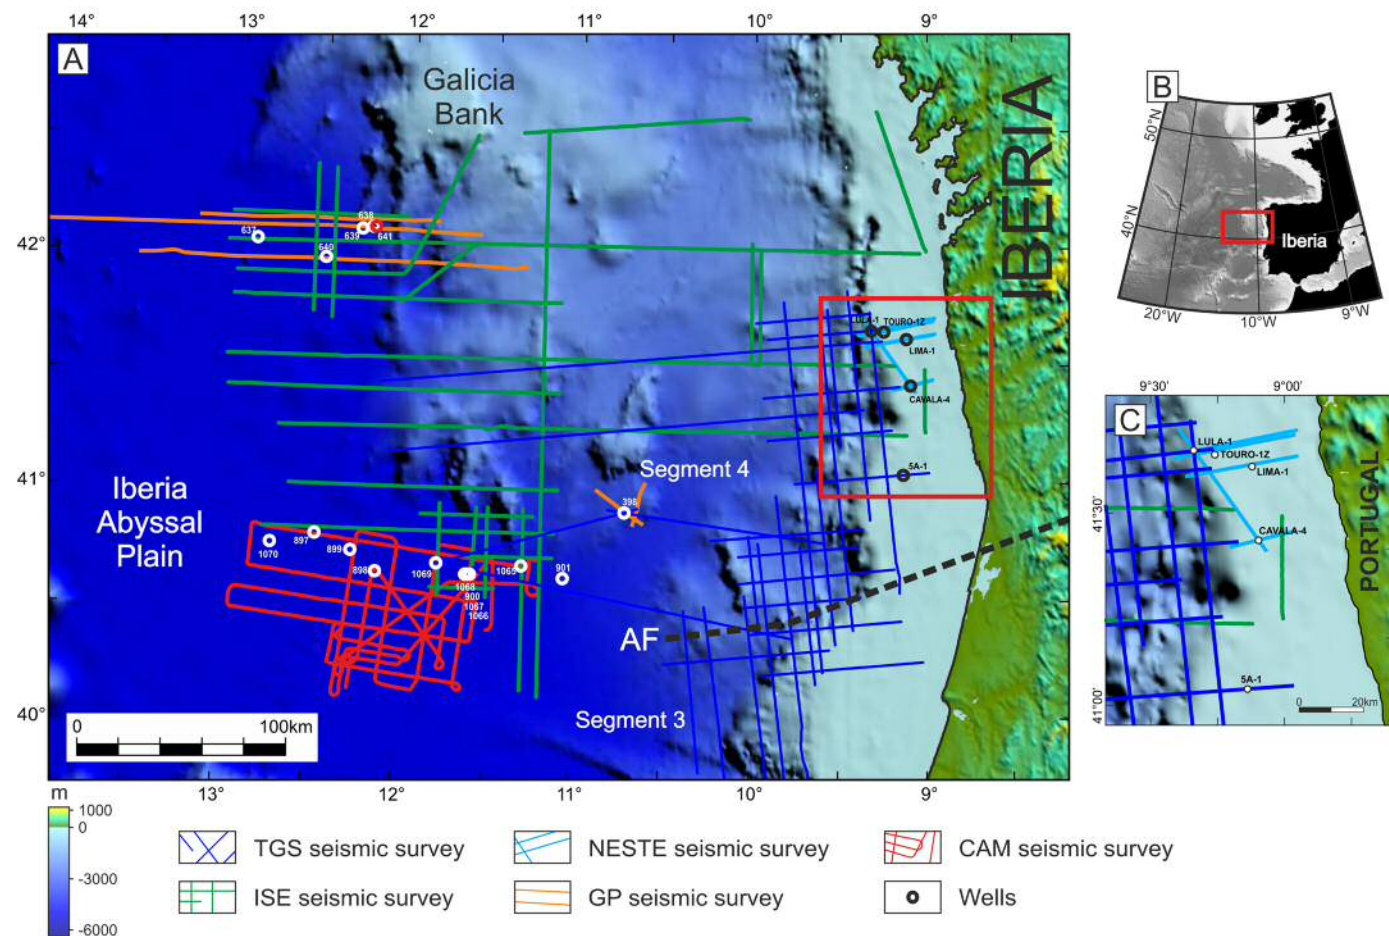 14°
13°
12°
11°
10°
9°
A
Galicia
Bank
IBERIA
B
50°N
40°N
Iberia
20°W
10°W
9°W
638
637
639
641
640
42°
LULA-1
TOURO-1Z
LIMA-1
CAVALA-4
5A-1
41°
Segment 4
398
Iberia
Abyssal
Plain
897
1070
899
898
1069
1068
900
1067
1066
1065
901
AF
Segment 3
40°
0
100km
13°
12°
11°
10°
9°
9°30'
9°00'
C
LULA-1
TOURO-1Z
LIMA-1
41°30'
CAVALA-4
PORTUGAL
5A-1
41°00'
0
20km
m
1000
0
-3000
-6000
TGS seismic survey
NESTE seismic survey
CAM seismic survey
ISE seismic survey
GP seismic survey
Wells